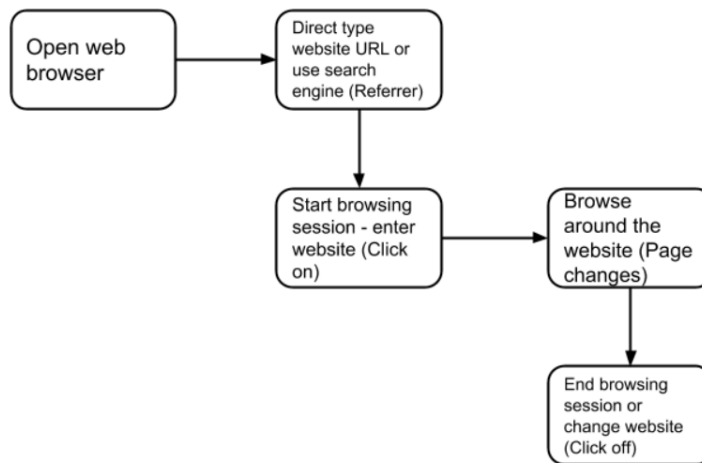 Open web
browser
Direct type
website URL or
use search
engine (Referrer)
Start browsing
session - enter
website (Click
on)
Browse
around the
website (Page
changes)
End browsing
session or
change website
(Click off)